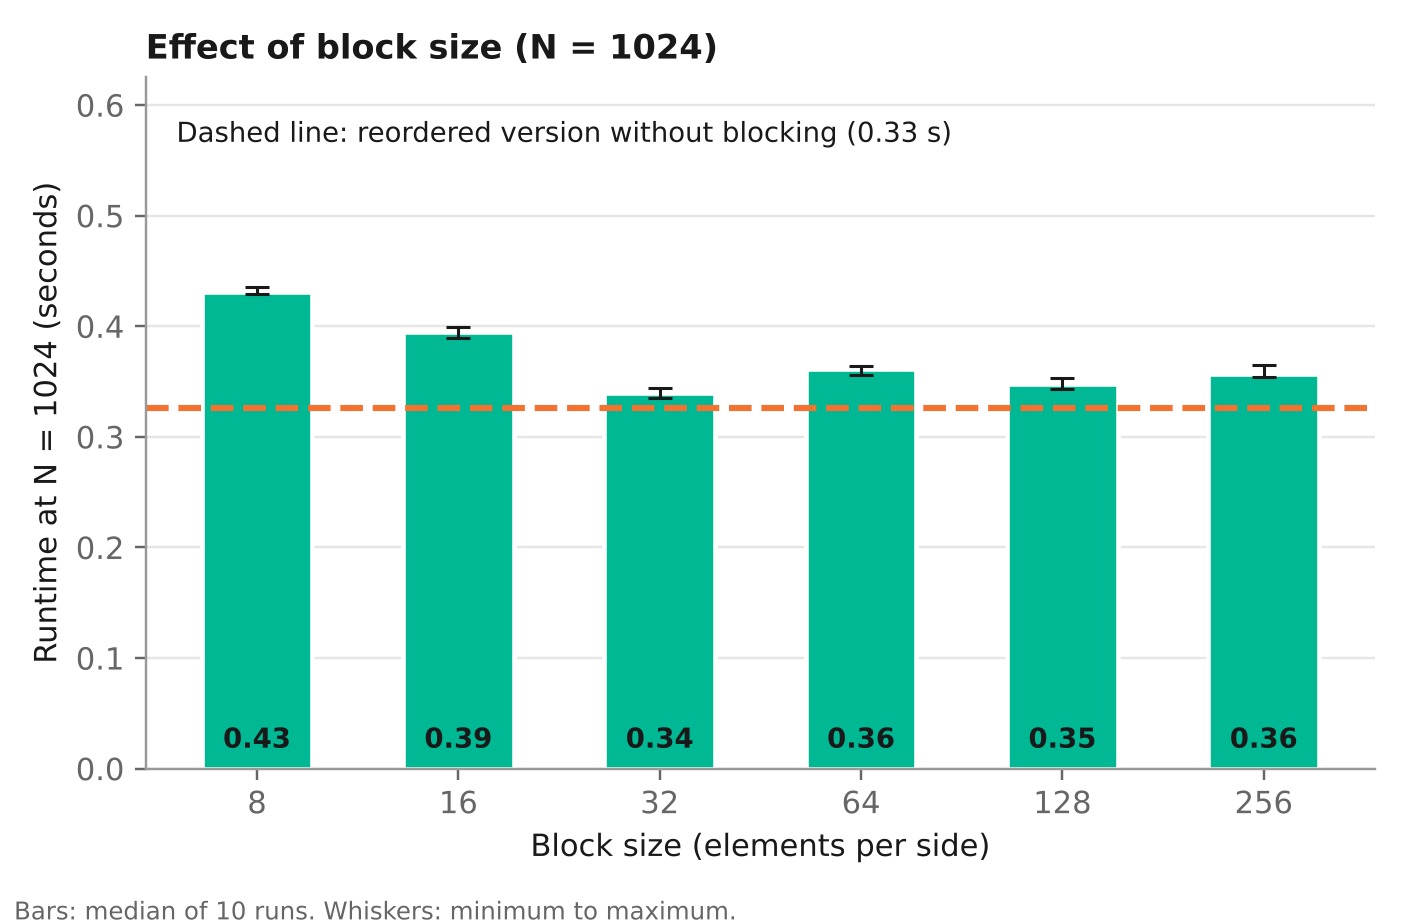 Effect of block size (N = 1024)
0.6
Dashed line: reordered version without blocking (0.33 s)
0.5
0.4
0.3
0.2
0.1
0.0
Runtime at N = 1024 (seconds)
0.43 0.39 0.34 0.36 0.35 0.36
8 16 32 64 128 256
Block size (elements per side)
Bars: median of 10 runs. Whiskers: minimum to maximum.